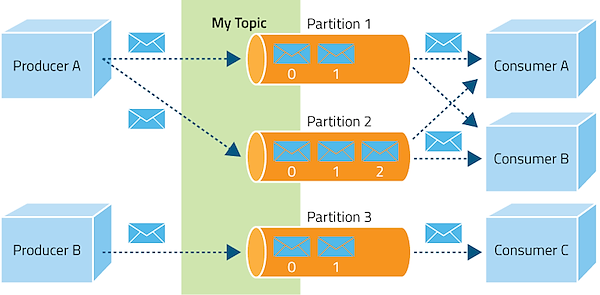 My Topic
Partition 1
Producer A
0 1
Consumer A
Partition 2
0 1 2
Consumer B
Partition 3
Producer B
0 1
Consumer C